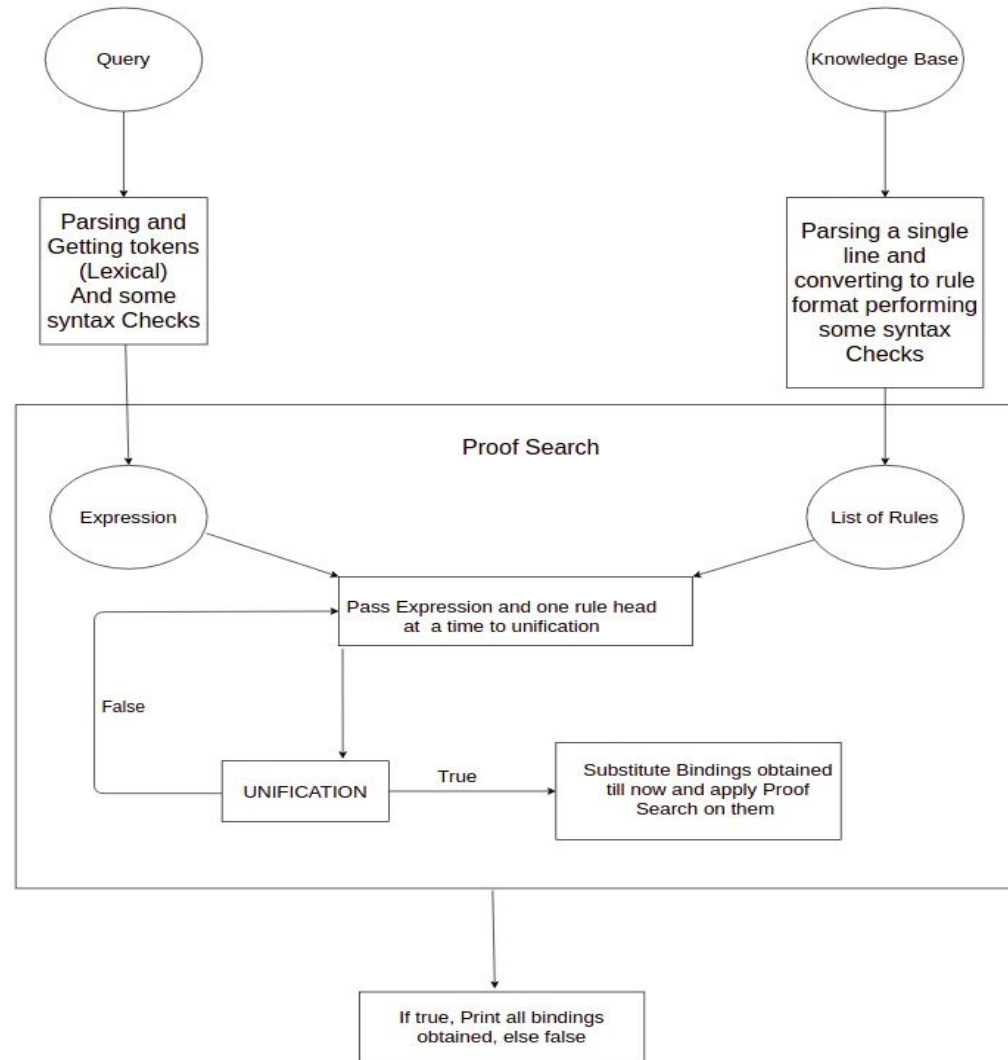 Query
Knowledge Base
Parsing and
Getting tokens
(Lexical)
And some
syntax Checks
Parsing a single
line and
converting to rule
format performing
some syntax
Checks
Proof Search
Expression
List of Rules
Pass Expression and one rule head
at a time to unification
False
UNIFICATION
True
Substitute Bindings obtained
till now and apply Proof
Search on them
If true, Print all bindings
obtained, else false